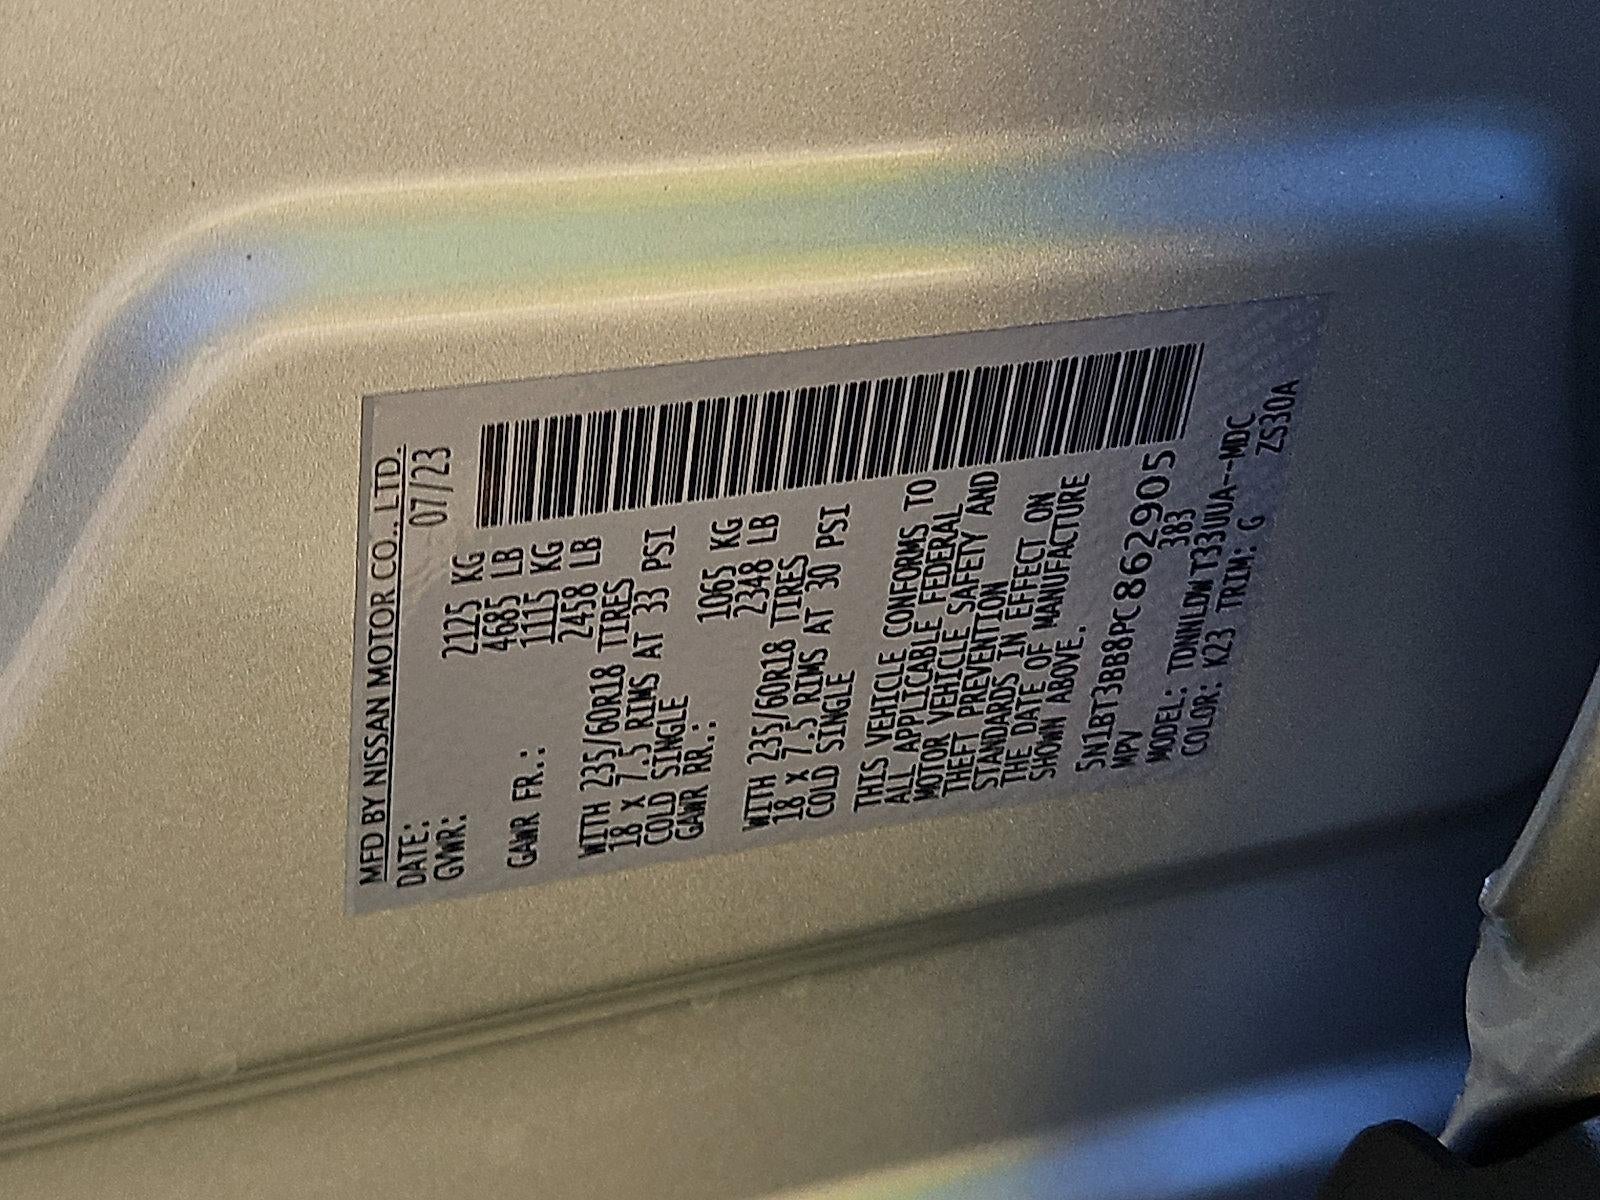 MFD BY NISSAN MOTOR CO., LTD.
DATE: 07/23
GVWR: 2125 KG
4685 LB
GAWR FR.: 1115 KG
2458 LB
WITH 235/60R18 TIRES
18 X 7.5 RIMS AT 33 PSI
COLD SINGLE
GAWR RR.: 1065 KG
2348 LB
WITH 235/60R18 TIRES
18 X 7.5 RIMS AT 30 PSI
COLD SINGLE
THIS VEHICLE CONFORMS TO
ALL APPLICABLE FEDERAL
MOTOR VEHICLE SAFETY AND
THEFT PREVENTION
STANDARDS IN EFFECT ON
THE DATE OF MANUFACTURE
SHOWN ABOVE.
5N1BT3BB8PC862905
MPV 383
MODEL: TDNNLDW T33UUA--MDC
COLOR: K23 TRIM: G ZS30A